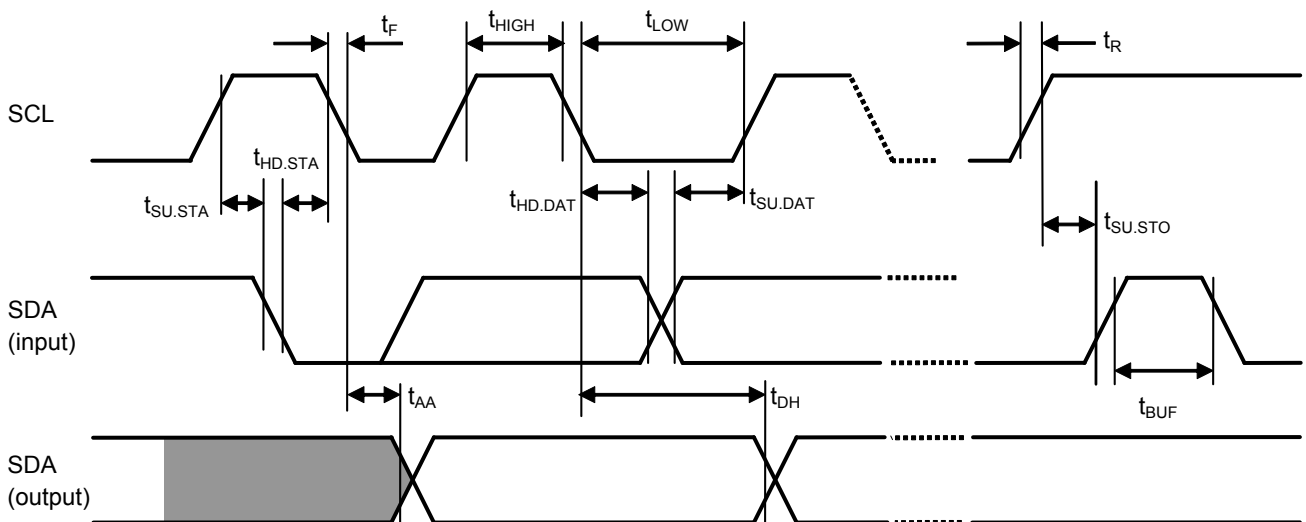 tF
tHIGH
tLOW
tR
SCL
tHD.STA
tSU.STA
tHD.DAT
tSU.DAT
tSU.STO
SDA
(input)
tAA
tDH
tBUF
SDA
(output)